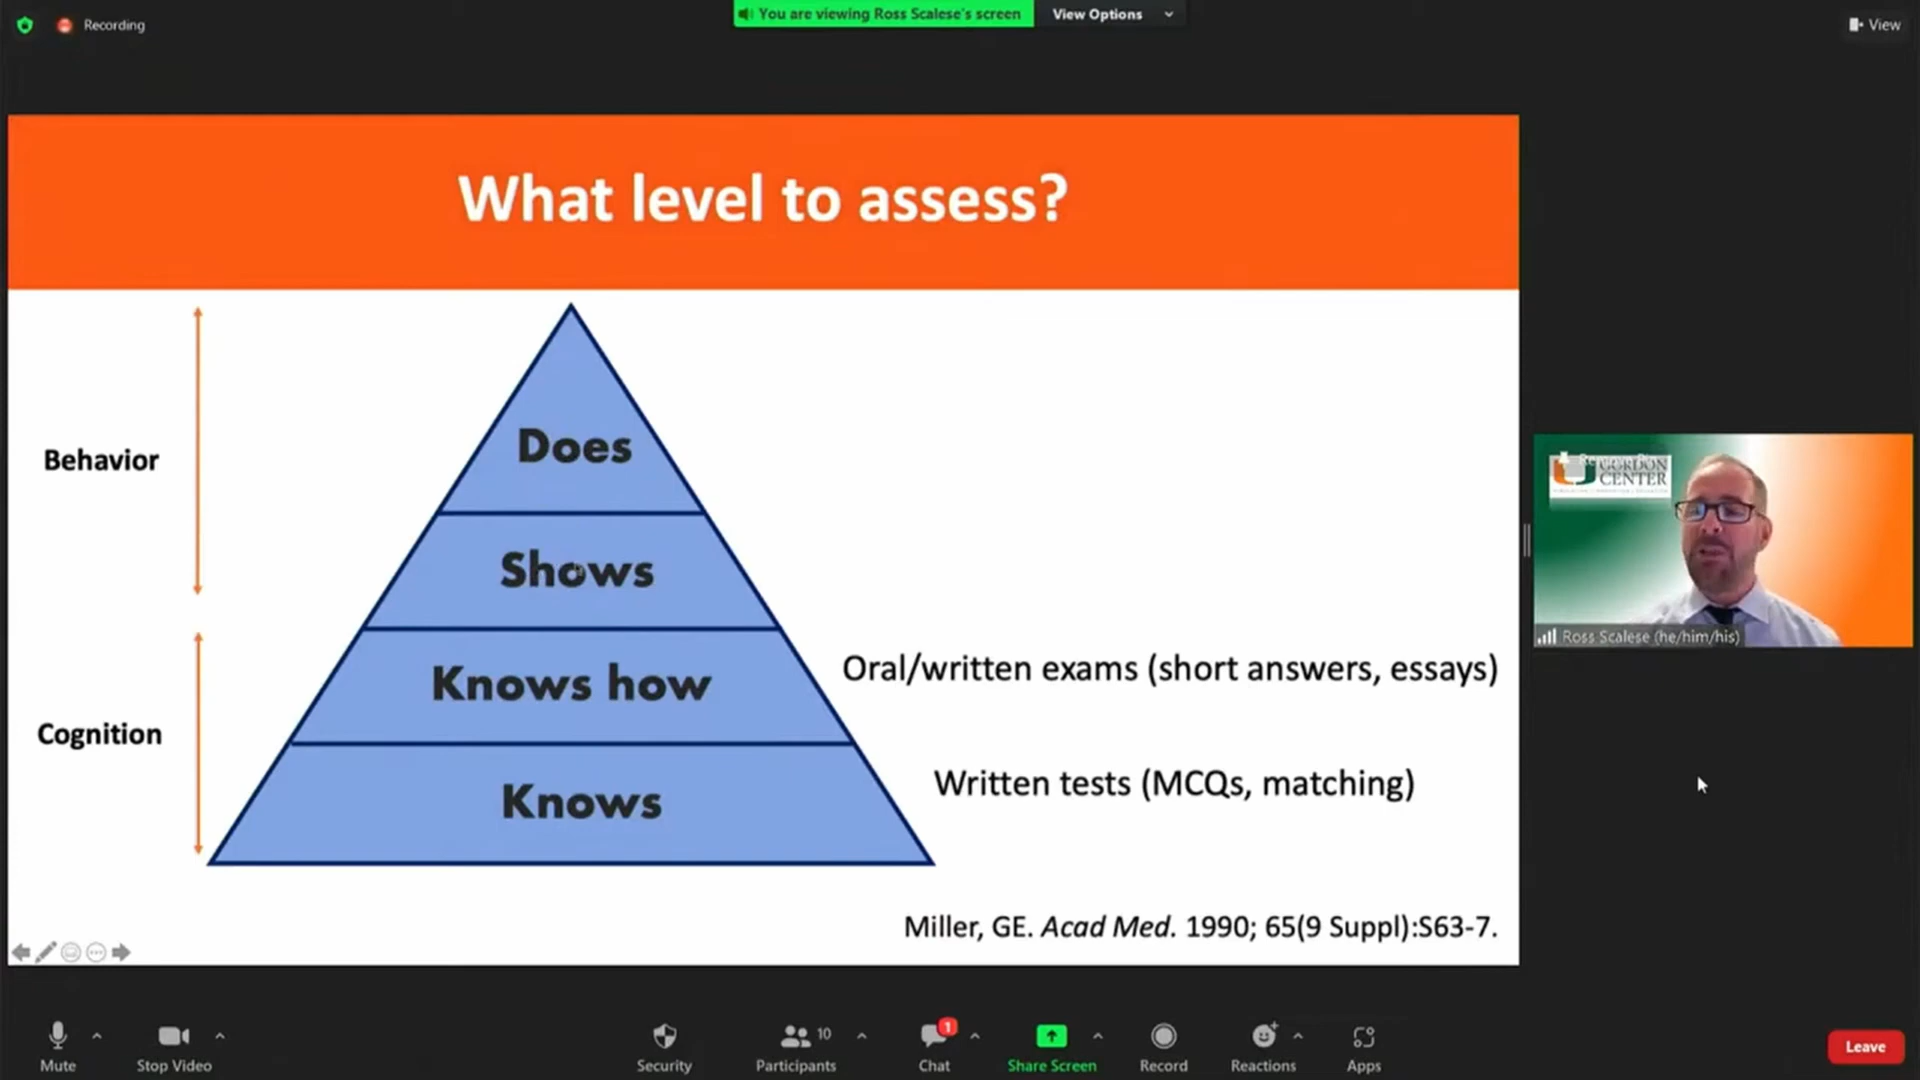 Recording
You are viewing Ross Scalese's screen
View Options
View
What level to assess?
Behavior
Does
Shows
Knows how
Oral/written exams (short answers, essays)
Cognition
Knows
Written tests (MCQs, matching)
Miller, GE. Acad Med. 1990; 65(9 Suppl):S63-7.
GORDON
CENTER
Ross Scalese (he/him/his)
Mute
Stop Video
Security
Participants
10
Chat
1
Share Screen
Record
Reactions
Apps
Leave